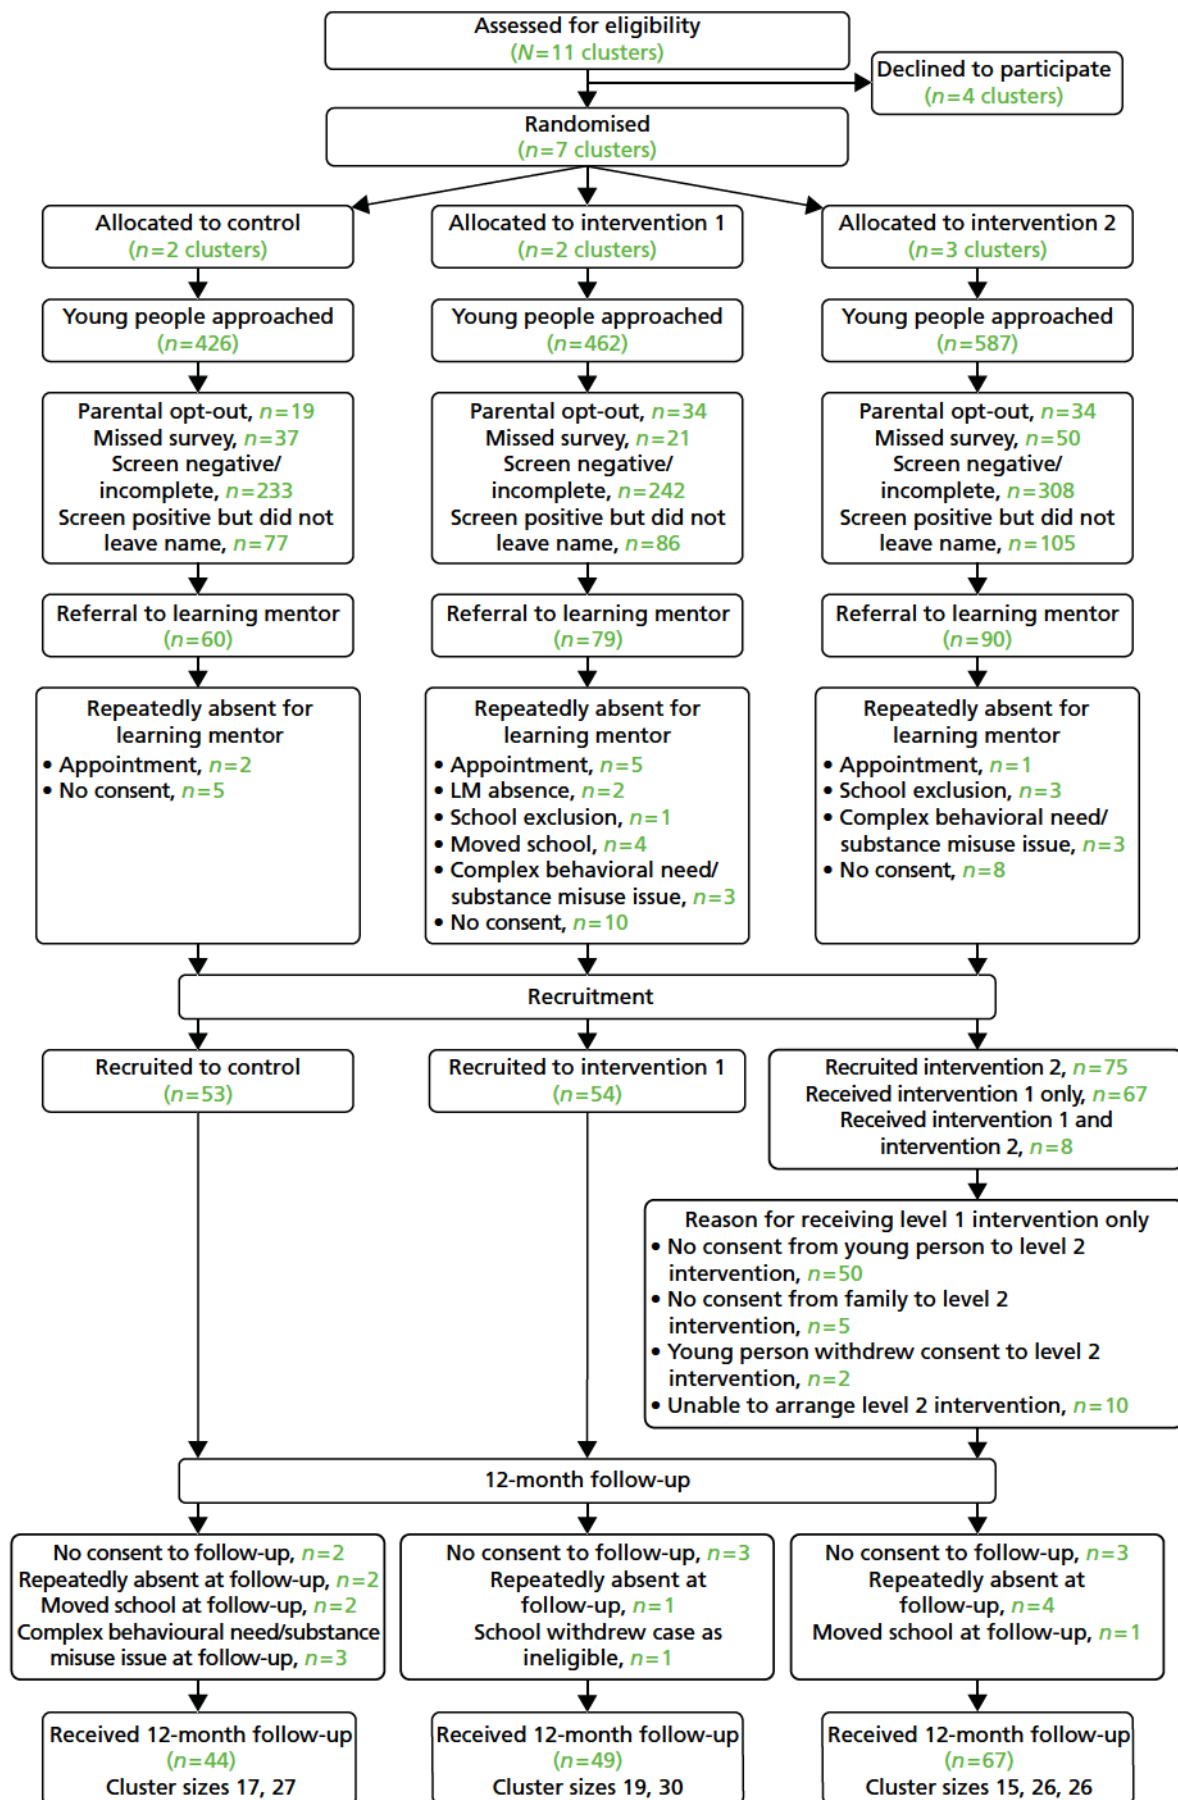 Assessed for eligibility
(N=11 clusters)
Declined to participate
(n=4 clusters)
Randomised
(n=7 clusters)
Allocated to control
(n=2 clusters)
Allocated to intervention 1
(n=2 clusters)
Allocated to intervention 2
(n=3 clusters)
Young people approached
(n=426)
Young people approached
(n=462)
Young people approached
(n=587)
Parental opt-out, n=19
Missed survey, n=37
Screen negative/
incomplete, n=233
Screen positive but did not
leave name, n=77
Parental opt-out, n=34
Missed survey, n=21
Screen negative/
incomplete, n=242
Screen positive but did not
leave name, n=86
Parental opt-out, n=34
Missed survey, n=50
Screen negative/
incomplete, n=308
Screen positive but did not
leave name, n=105
Referral to learning mentor
(n=60)
Referral to learning mentor
(n=79)
Referral to learning mentor
(n=90)
Repeatedly absent for
learning mentor
• Appointment, n=2
• No consent, n=5
Repeatedly absent for
learning mentor
• Appointment, n=5
• LM absence, n=2
• School exclusion, n=1
• Moved school, n=4
• Complex behavioral need/
substance misuse issue, n=3
• No consent, n=10
Repeatedly absent for
learning mentor
• Appointment, n=1
• School exclusion, n=3
• Complex behavioral need/
substance misuse issue, n=3
• No consent, n=8
Recruitment
Recruited to control
(n=53)
Recruited to intervention 1
(n=54)
Recruited intervention 2, n=75
Received intervention 1 only, n=67
Received intervention 1 and
intervention 2, n=8
Reason for receiving level 1 intervention only
• No consent from young person to level 2
intervention, n=50
• No consent from family to level 2
intervention, n=5
• Young person withdrew consent to level 2
intervention, n=2
• Unable to arrange level 2 intervention, n=10
12-month follow-up
No consent to follow-up, n=2
Repeatedly absent at follow-up, n=2
Moved school at follow-up, n=2
Complex behavioural need/substance
misuse issue at follow-up, n=3
No consent to follow-up, n=3
Repeatedly absent at
follow-up, n=1
School withdrew case as
ineligible, n=1
No consent to follow-up, n=3
Repeatedly absent at
follow-up, n=4
Moved school at follow-up, n=1
Received 12-month follow-up
(n=44)
Cluster sizes 17, 27
Received 12-month follow-up
(n=49)
Cluster sizes 19, 30
Received 12-month follow-up
(n=67)
Cluster sizes 15, 26, 26